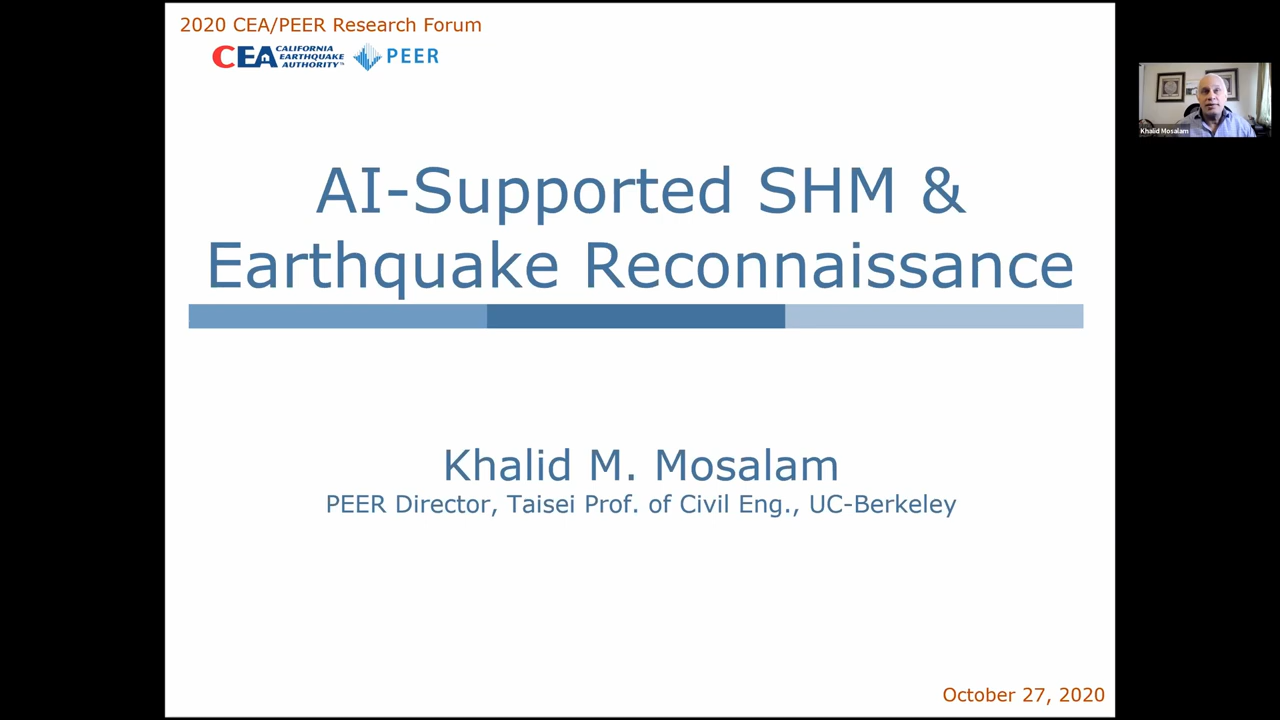 2020 CEA/PEER Research Forum
CEA CALIFORNIA EARTHQUAKE AUTHORITY™ PEER
AI-Supported SHM &
Earthquake Reconnaissance
Khalid M. Mosalam
PEER Director, Taisei Prof. of Civil Eng., UC-Berkeley
October 27, 2020
Khalid Mosalam